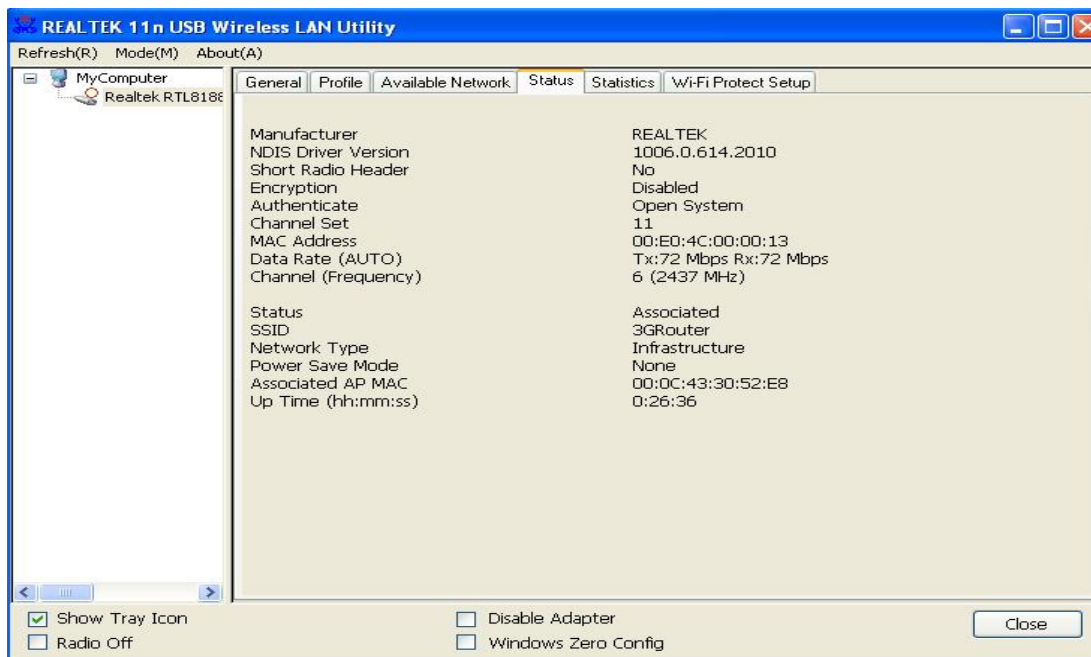 REALTEK 11n USB Wireless LAN Utility
Refresh(R) Mode(M) About(A)
MyComputer
Realtek RTL8188
General Profile Available Network Status Statistics Wi-Fi Protect Setup
Manufacturer REALTEK
NDIS Driver Version 1006.0.614.2010
Short Radio Header No
Encryption Disabled
Authenticate Open System
Channel Set 11
MAC Address 00:E0:4C:00:00:13
Data Rate (AUTO) Tx:72 Mbps Rx:72 Mbps
Channel (Frequency) 6 (2437 MHz)
Status Associated
SSID 3GRouter
Network Type Infrastructure
Power Save Mode None
Associated AP MAC 00:0C:43:30:52:E8
Up Time (hh:mm:ss) 0:26:36
Show Tray Icon Disable Adapter Close
Radio Off Windows Zero Config